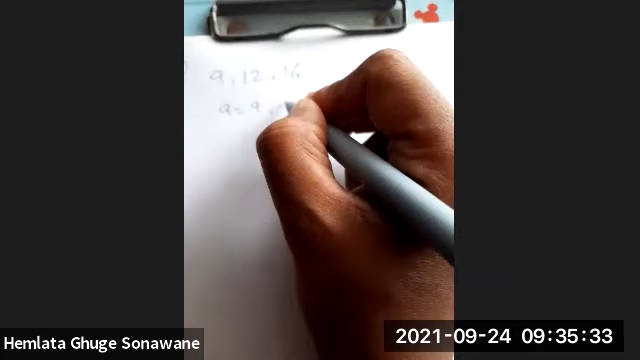 ) 9, 12, 16
a = 9,
Hemlata Ghuge Sonawane
2021-09-24 09:35:33